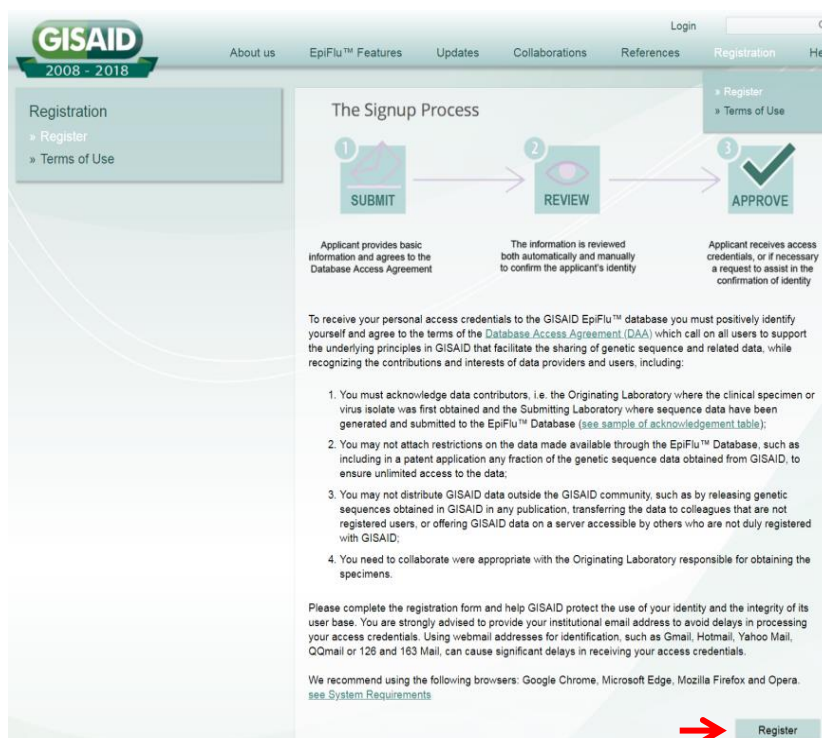 GISAID
2008 - 2018
Login
About us
EpiFlu™ Features
Updates
Collaborations
References
Registration
He
Registration
» Register
» Terms of Use
» Register
» Terms of Use
The Signup Process
1
SUBMIT
2
REVIEW
3
APPROVE
Applicant provides basic
information and agrees to the
Database Access Agreement
The information is reviewed
both automatically and manually
to confirm the applicant's identity
Applicant receives access
credentials, or if necessary
a request to assist in the
confirmation of identity
To receive your personal access credentials to the GISAID EpiFlu™ database you must positively identify
yourself and agree to the terms of the Database Access Agreement (DAA) which call on all users to support
the underlying principles in GISAID that facilitate the sharing of genetic sequence and related data, while
recognizing the contributions and interests of data providers and users, including:
1. You must acknowledge data contributors, i.e. the Originating Laboratory where the clinical specimen or
virus isolate was first obtained and the Submitting Laboratory where sequence data have been
generated and submitted to the EpiFlu™ Database (see sample of acknowledgement table);
2. You may not attach restrictions on the data made available through the EpiFlu™ Database, such as
including in a patent application any fraction of the genetic sequence data obtained from GISAID, to
ensure unlimited access to the data;
3. You may not distribute GISAID data outside the GISAID community, such as by releasing genetic
sequences obtained in GISAID in any publication, transferring the data to colleagues that are not
registered users, or offering GISAID data on a server accessible by others who are not duly registered
with GISAID;
4. You need to collaborate were appropriate with the Originating Laboratory responsible for obtaining the
specimens.
Please complete the registration form and help GISAID protect the use of your identity and the integrity of its
user base. You are strongly advised to provide your institutional email address to avoid delays in processing
your access credentials. Using webmail addresses for identification, such as Gmail, Hotmail, Yahoo Mail,
QQmail or 126 and 163 Mail, can cause significant delays in receiving your access credentials.
We recommend using the following browsers: Google Chrome, Microsoft Edge, Mozilla Firefox and Opera.
see System Requirements
Register